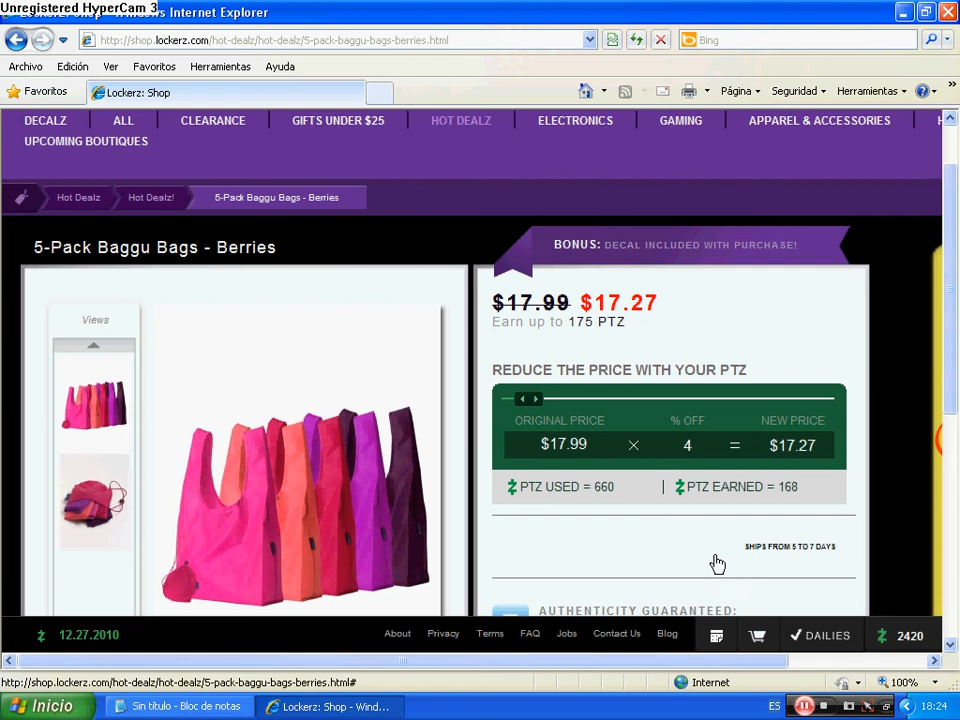 Unregistered HyperCam 3
Windows Internet Explorer
http://shop.lockerz.com/hot-dealz/hot-dealz/5-pack-baggu-bags-berries.html
Bing
Archivo Edición Ver Favoritos Herramientas Ayuda
Favoritos Lockerz: Shop Página Seguridad Herramientas
DECALZ ALL CLEARANCE GIFTS UNDER $25 HOT DEALZ ELECTRONICS GAMING APPAREL & ACCESSORIES H
UPCOMING BOUTIQUES
Hot Dealz Hot Dealz! 5-Pack Baggu Bags - Berries
5-Pack Baggu Bags - Berries
BONUS: DECAL INCLUDED WITH PURCHASE!
Views
$17.99 $17.27
Earn up to 175 PTZ
REDUCE THE PRICE WITH YOUR PTZ
ORIGINAL PRICE % OFF NEW PRICE
$17.99 × 4 = $17.27
PTZ USED = 660 | PTZ EARNED = 168
SHIPS FROM 5 TO 7 DAYS
AUTHENTICITY GUARANTEED:
12.27.2010 About Privacy Terms FAQ Jobs Contact Us Blog DAILIES 2420
http://shop.lockerz.com/hot-dealz/hot-dealz/5-pack-baggu-bags-berries.html# Internet 100%
Inicio Sin título - Bloc de notas Lockerz: Shop - Wind... ES 18:24